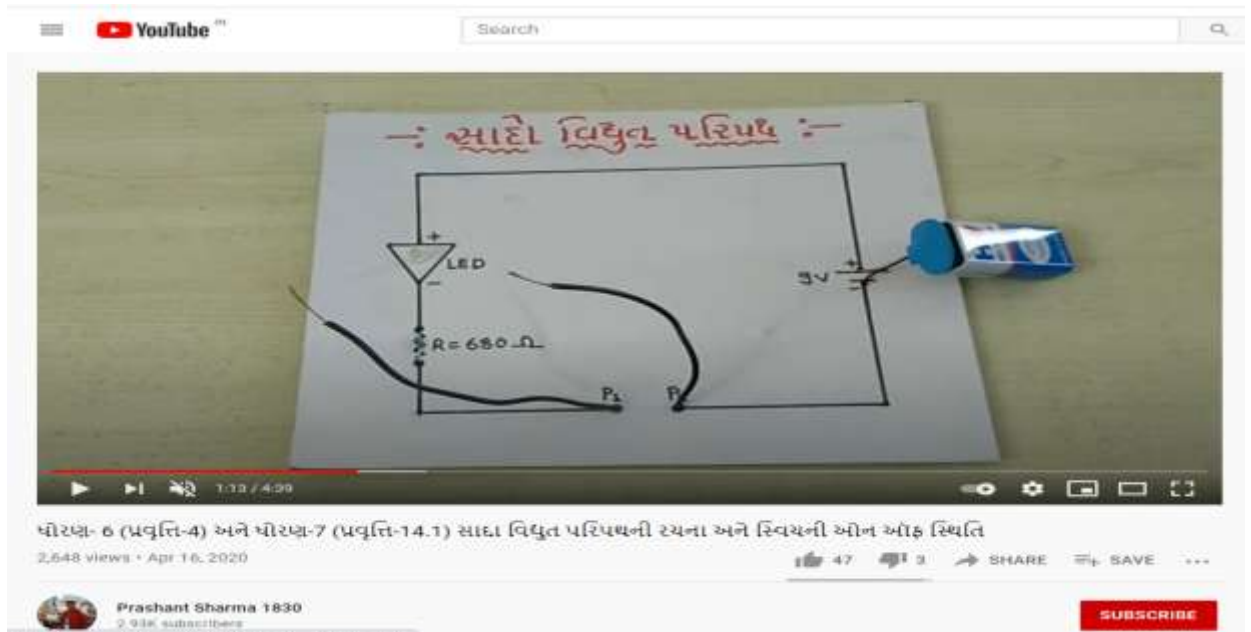 YouTube IN
Search
-: સાદો વિદ્યુત પરિપથ :-
+
LED
-
R = 680 Ω
P₂
P₁
9V
+
-
H
1:13 / 4:39
ધોરણ- 6 (પ્રવૃત્તિ-4) અને ધોરણ-7 (પ્રવૃત્તિ-14.1) સાદા વિદ્યુત પરિપથની રચના અને સ્વિચની ઓન ઑફ સ્થિતિ
2,648 views • Apr 16, 2020
47
3
SHARE
SAVE
Prashant Sharma 1830
2.93K subscribers
SUBSCRIBE